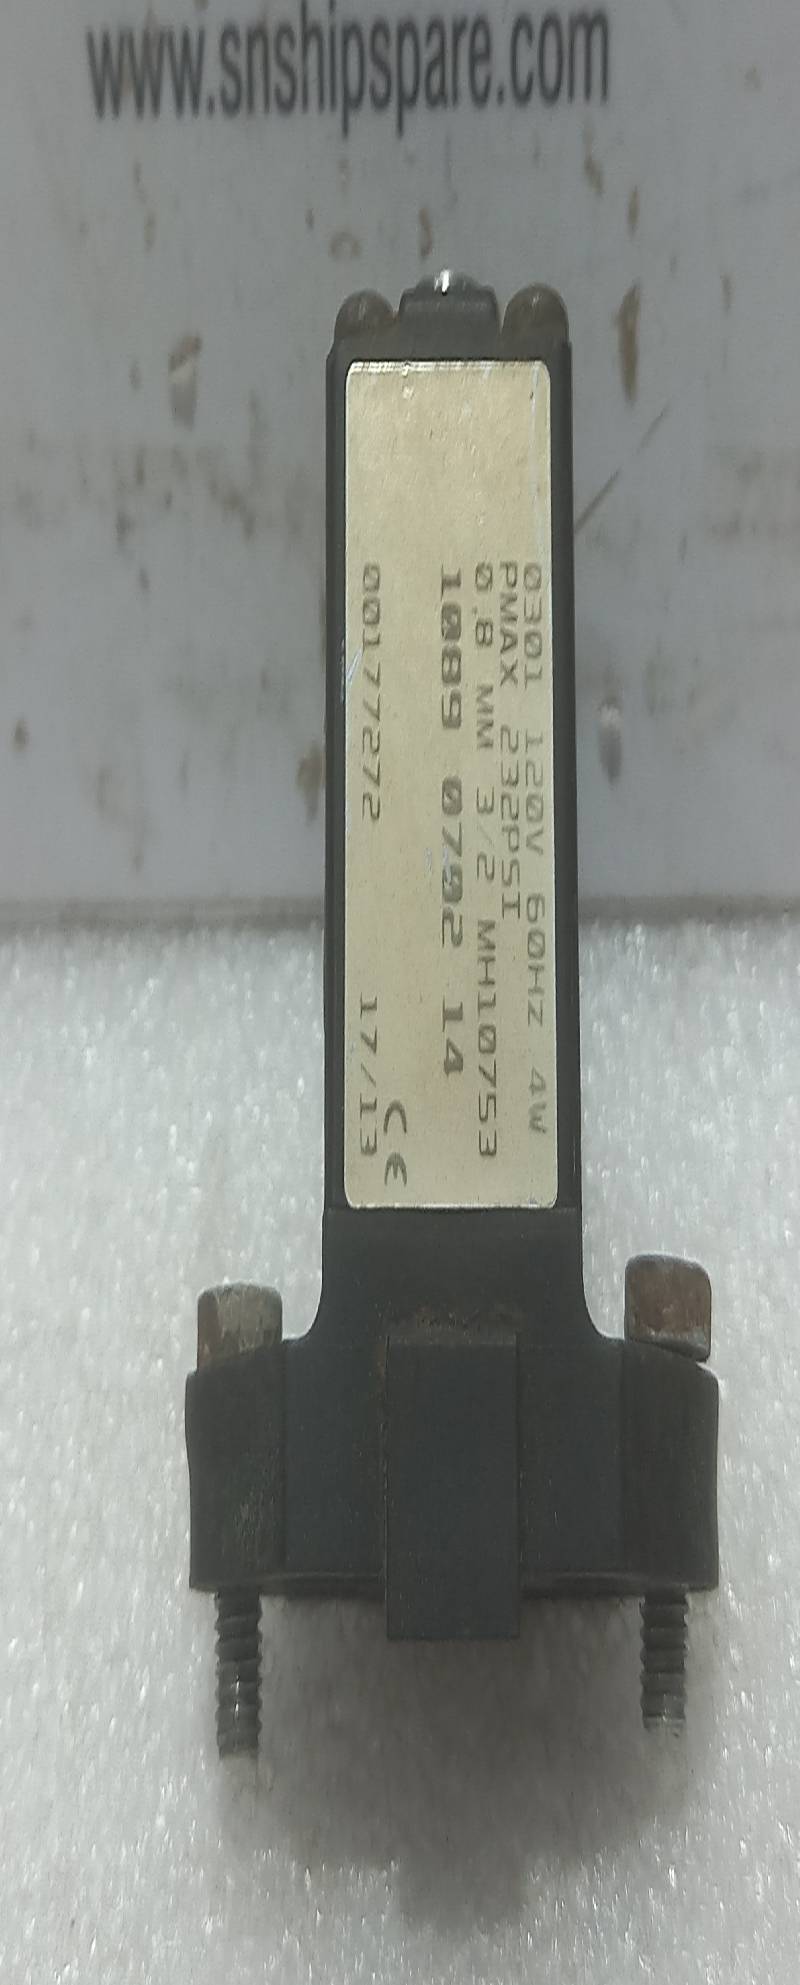 www.snshipspare.com
0301 120V 60HZ 4W
PMAX 232PSI
0.8 MM 3/2 MH10753
1089 0792 14
CE
00177272 17/13